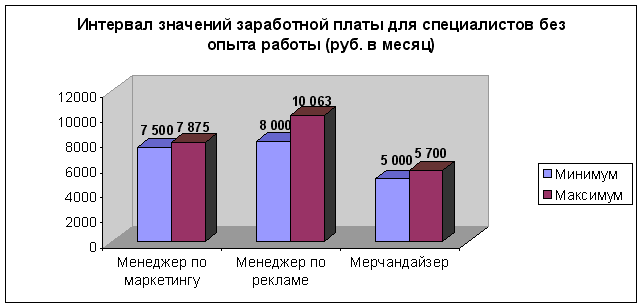 Интервал значений заработной платы для специалистов без
опыта работы (руб. в месяц)
12000
10000
8000
6000
4000
2000
0
7 500
7 875
8 000
10 063
5 000
5 700
Менеджер по
маркетингу
Менеджер по
рекламе
Мерчандайзер
Минимум
Максимум